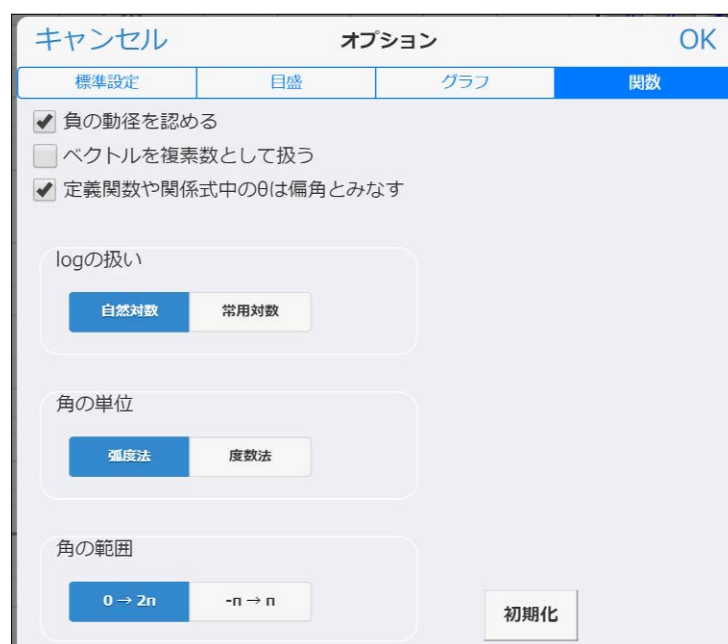 キャンセル オプション OK
標準設定 目盛 グラフ 関数
負の動径を認める
ベクトルを複素数として扱う
定義関数や関係式中のθは偏角とみなす
logの扱い
自然対数 常用対数
角の単位
弧度法 度数法
角の範囲
0 → 2π -π → π
初期化